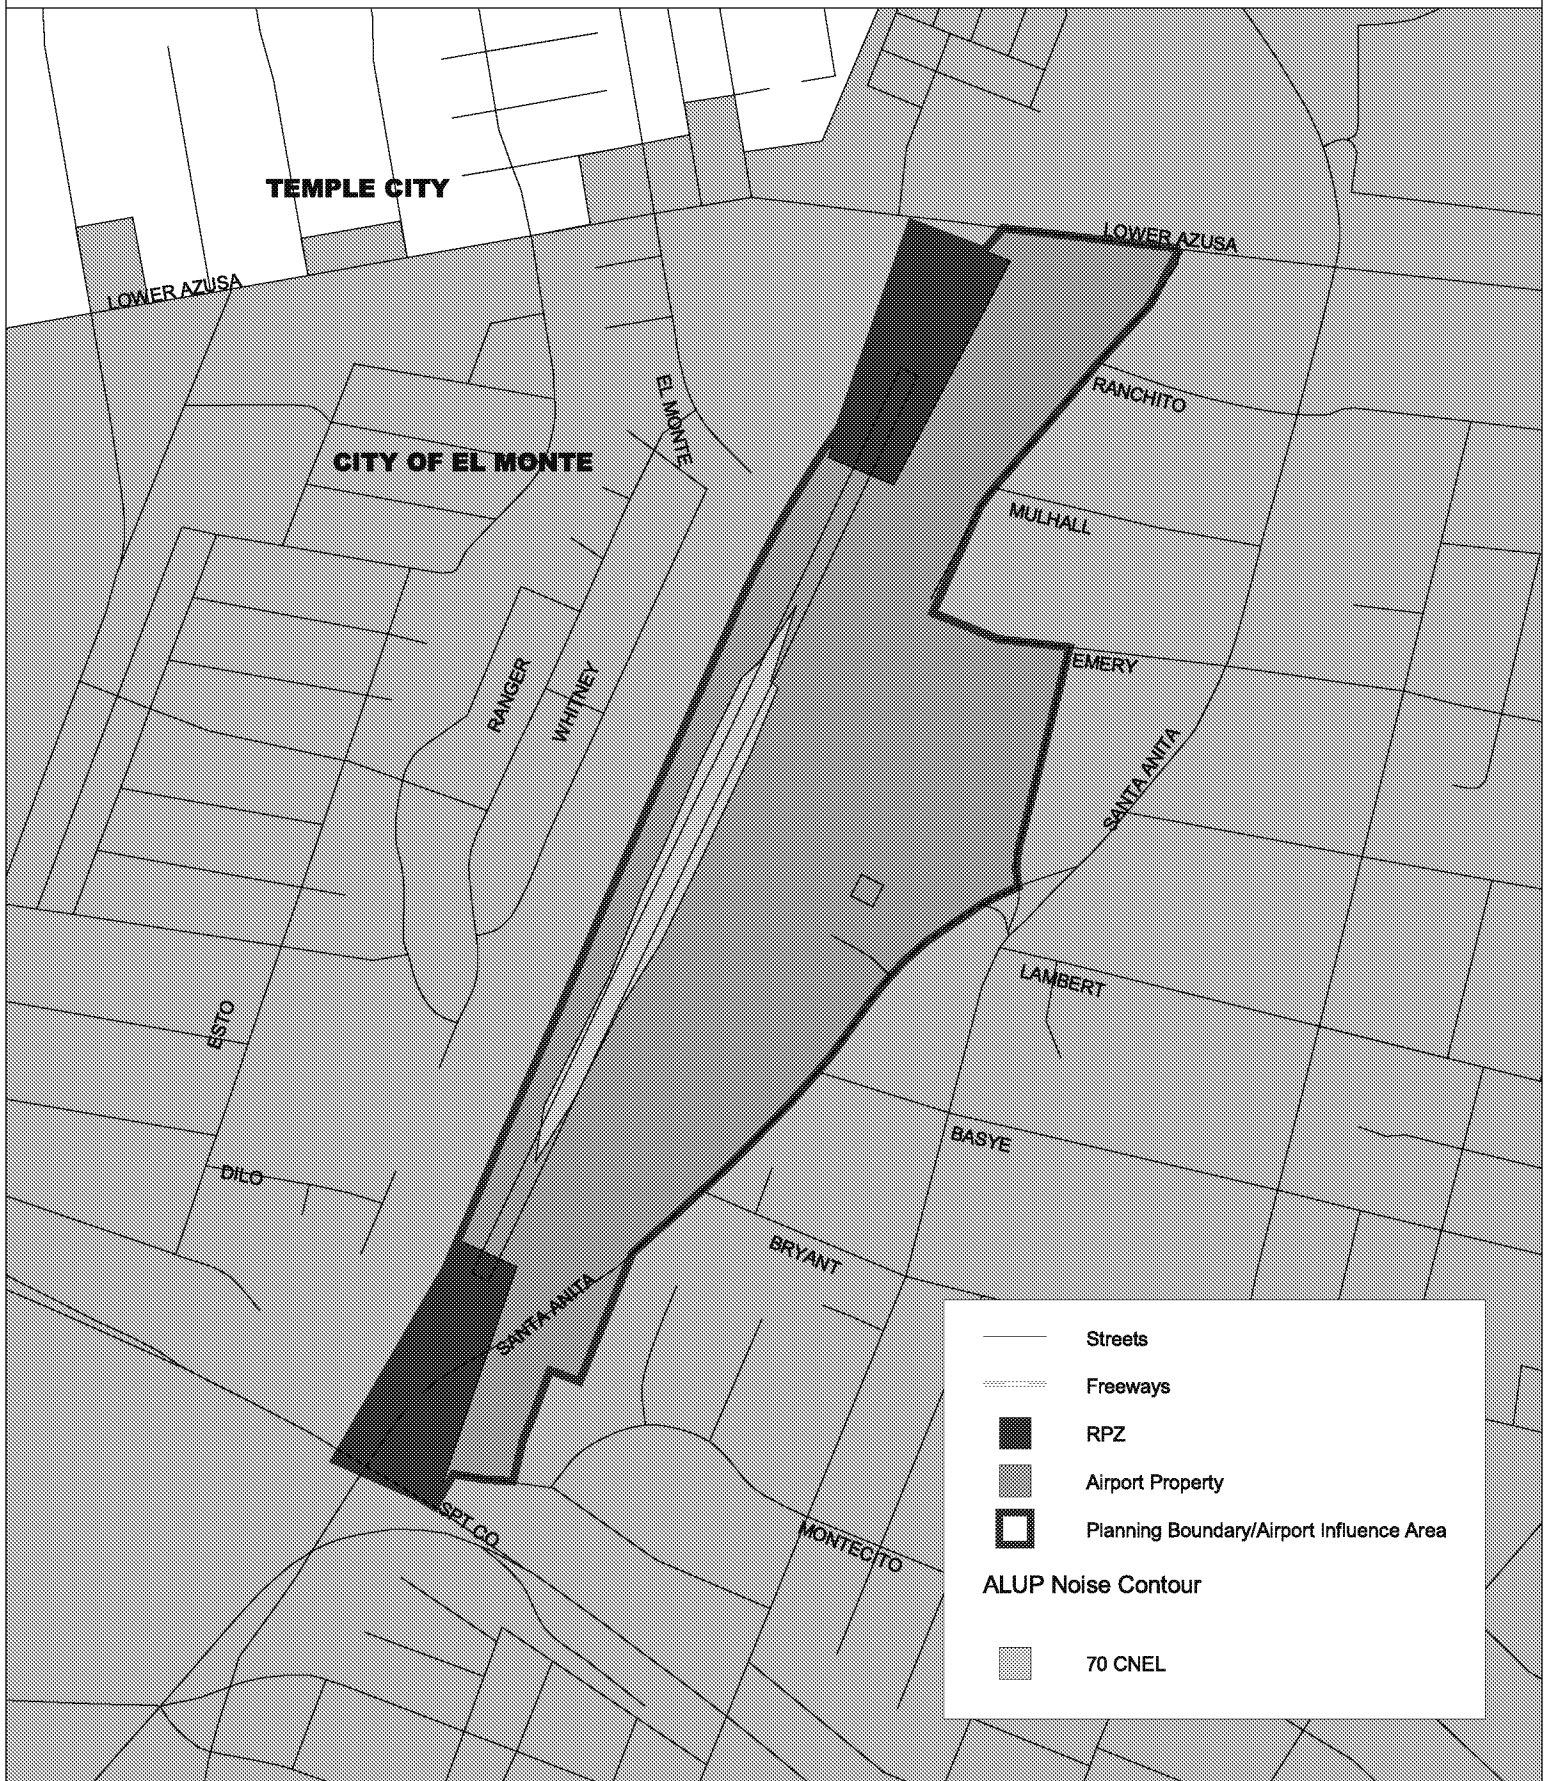 TEMPLE CITY
LOWER AZUSA
LOWER AZUSA
EL MONTE
RANCHITO
CITY OF EL MONTE
MULHALL
EMERY
RANGER
WHITNEY
SANTA ANITA
LAMBERT
ESTO
BASYE
DILO
BRYANT
SANTA ANITA
SPT CO
MONTECITO
Streets
Freeways
RPZ
Airport Property
Planning Boundary/Airport Influence Area
ALUP Noise Contour
70 CNEL